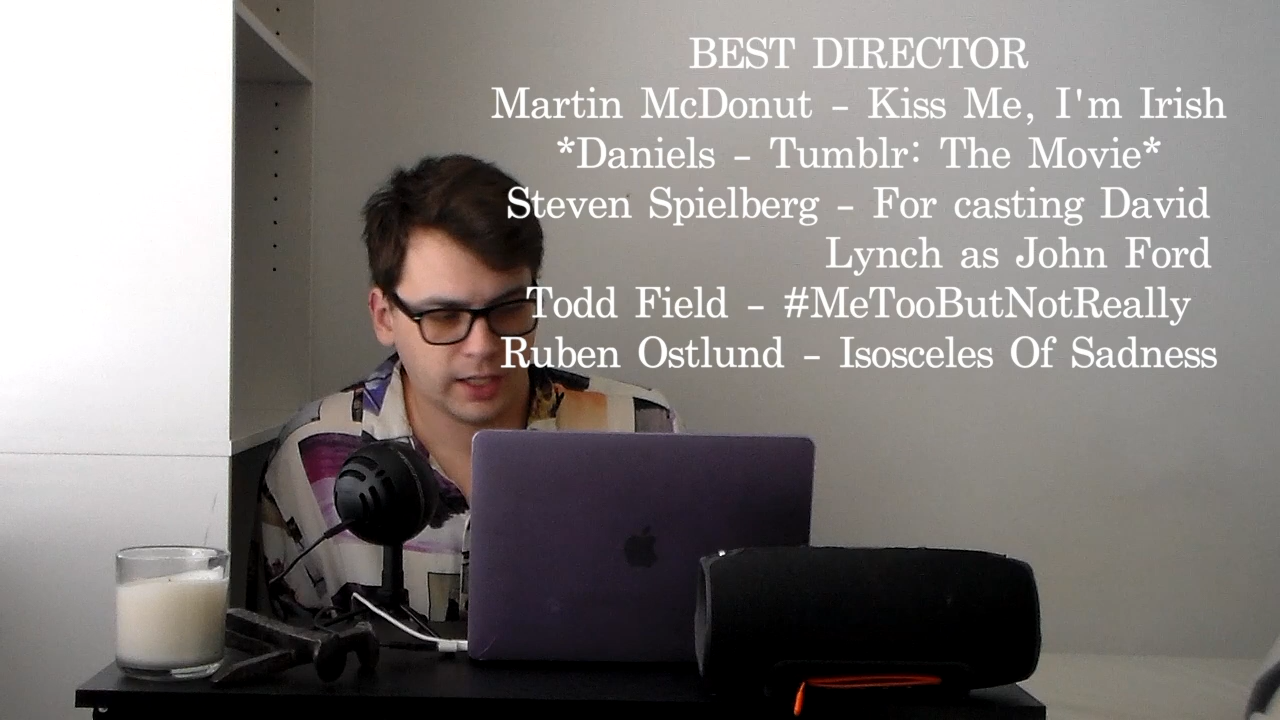 BEST DIRECTOR
Martin McDonut - Kiss Me, I'm Irish
*Daniels - Tumblr: The Movie*
Steven Spielberg - For casting David
Lynch as John Ford
Todd Field - #MeTooButNotReally
Ruben Ostlund - Isosceles Of Sadness